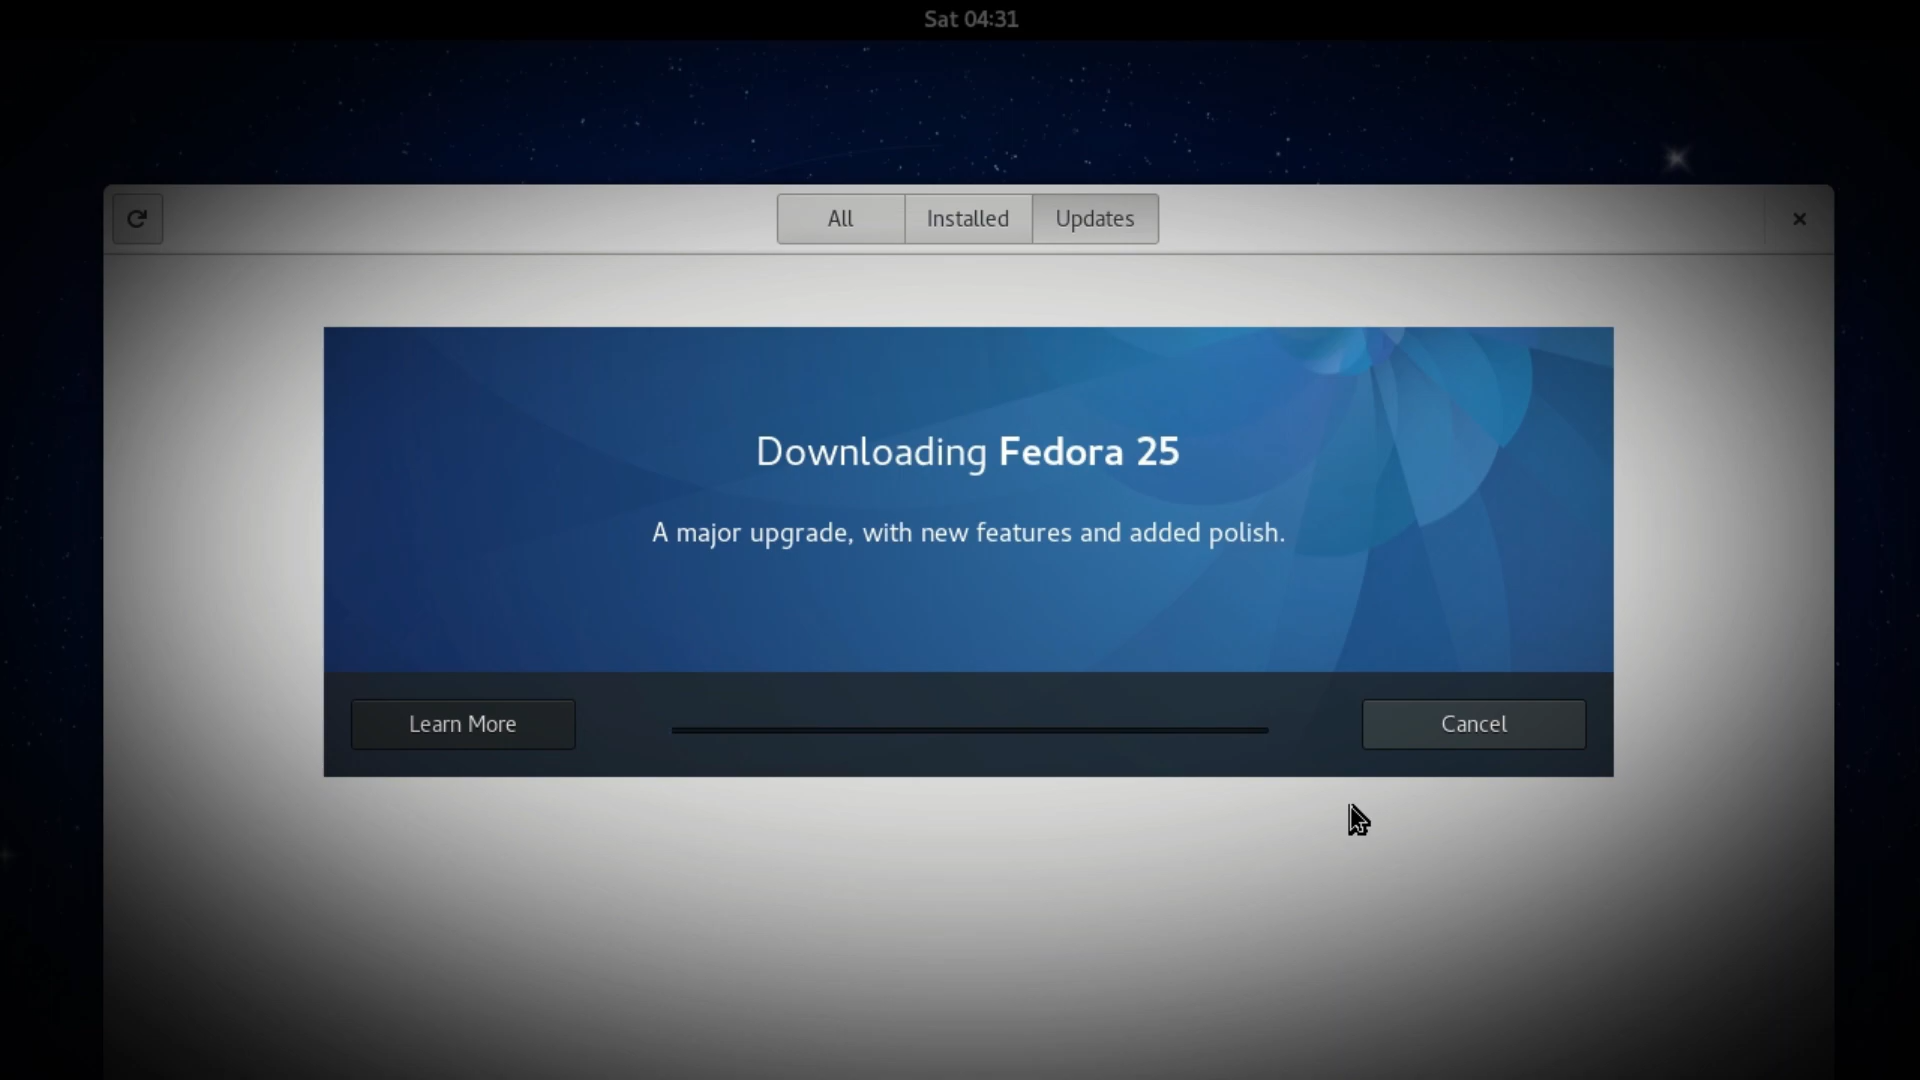 Sat 04:31
All
Installed
Updates
Downloading Fedora 25
A major upgrade, with new features and added polish.
Learn More
Cancel